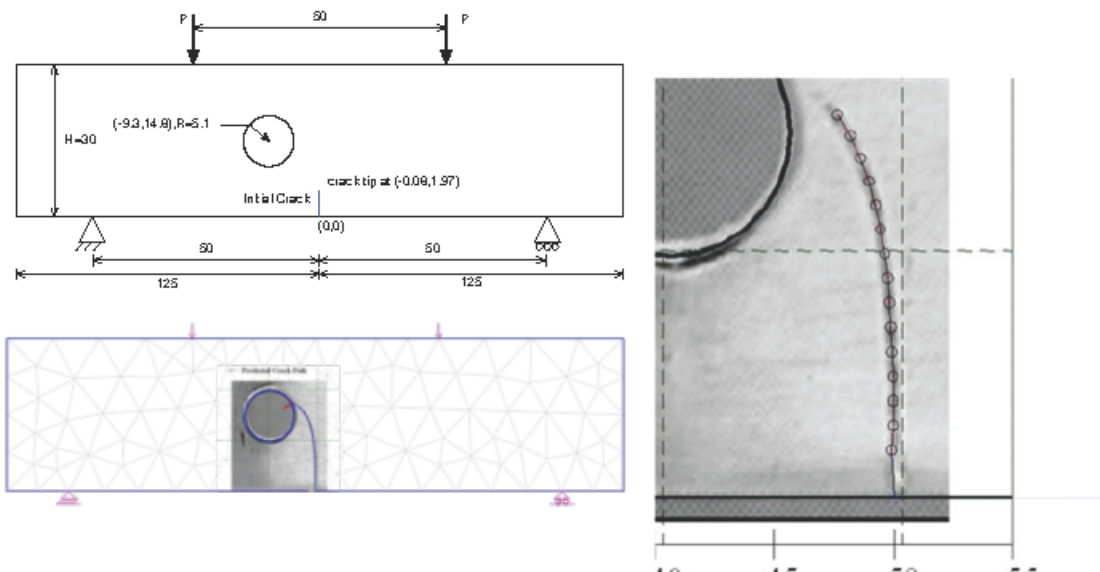 P 50 P
H=30
(-9.3,14.8),R=5.1
crack tip at (-0.08,1.97)
Initial Crack
(0,0)
50 50
125 125
Predicted Crack Path